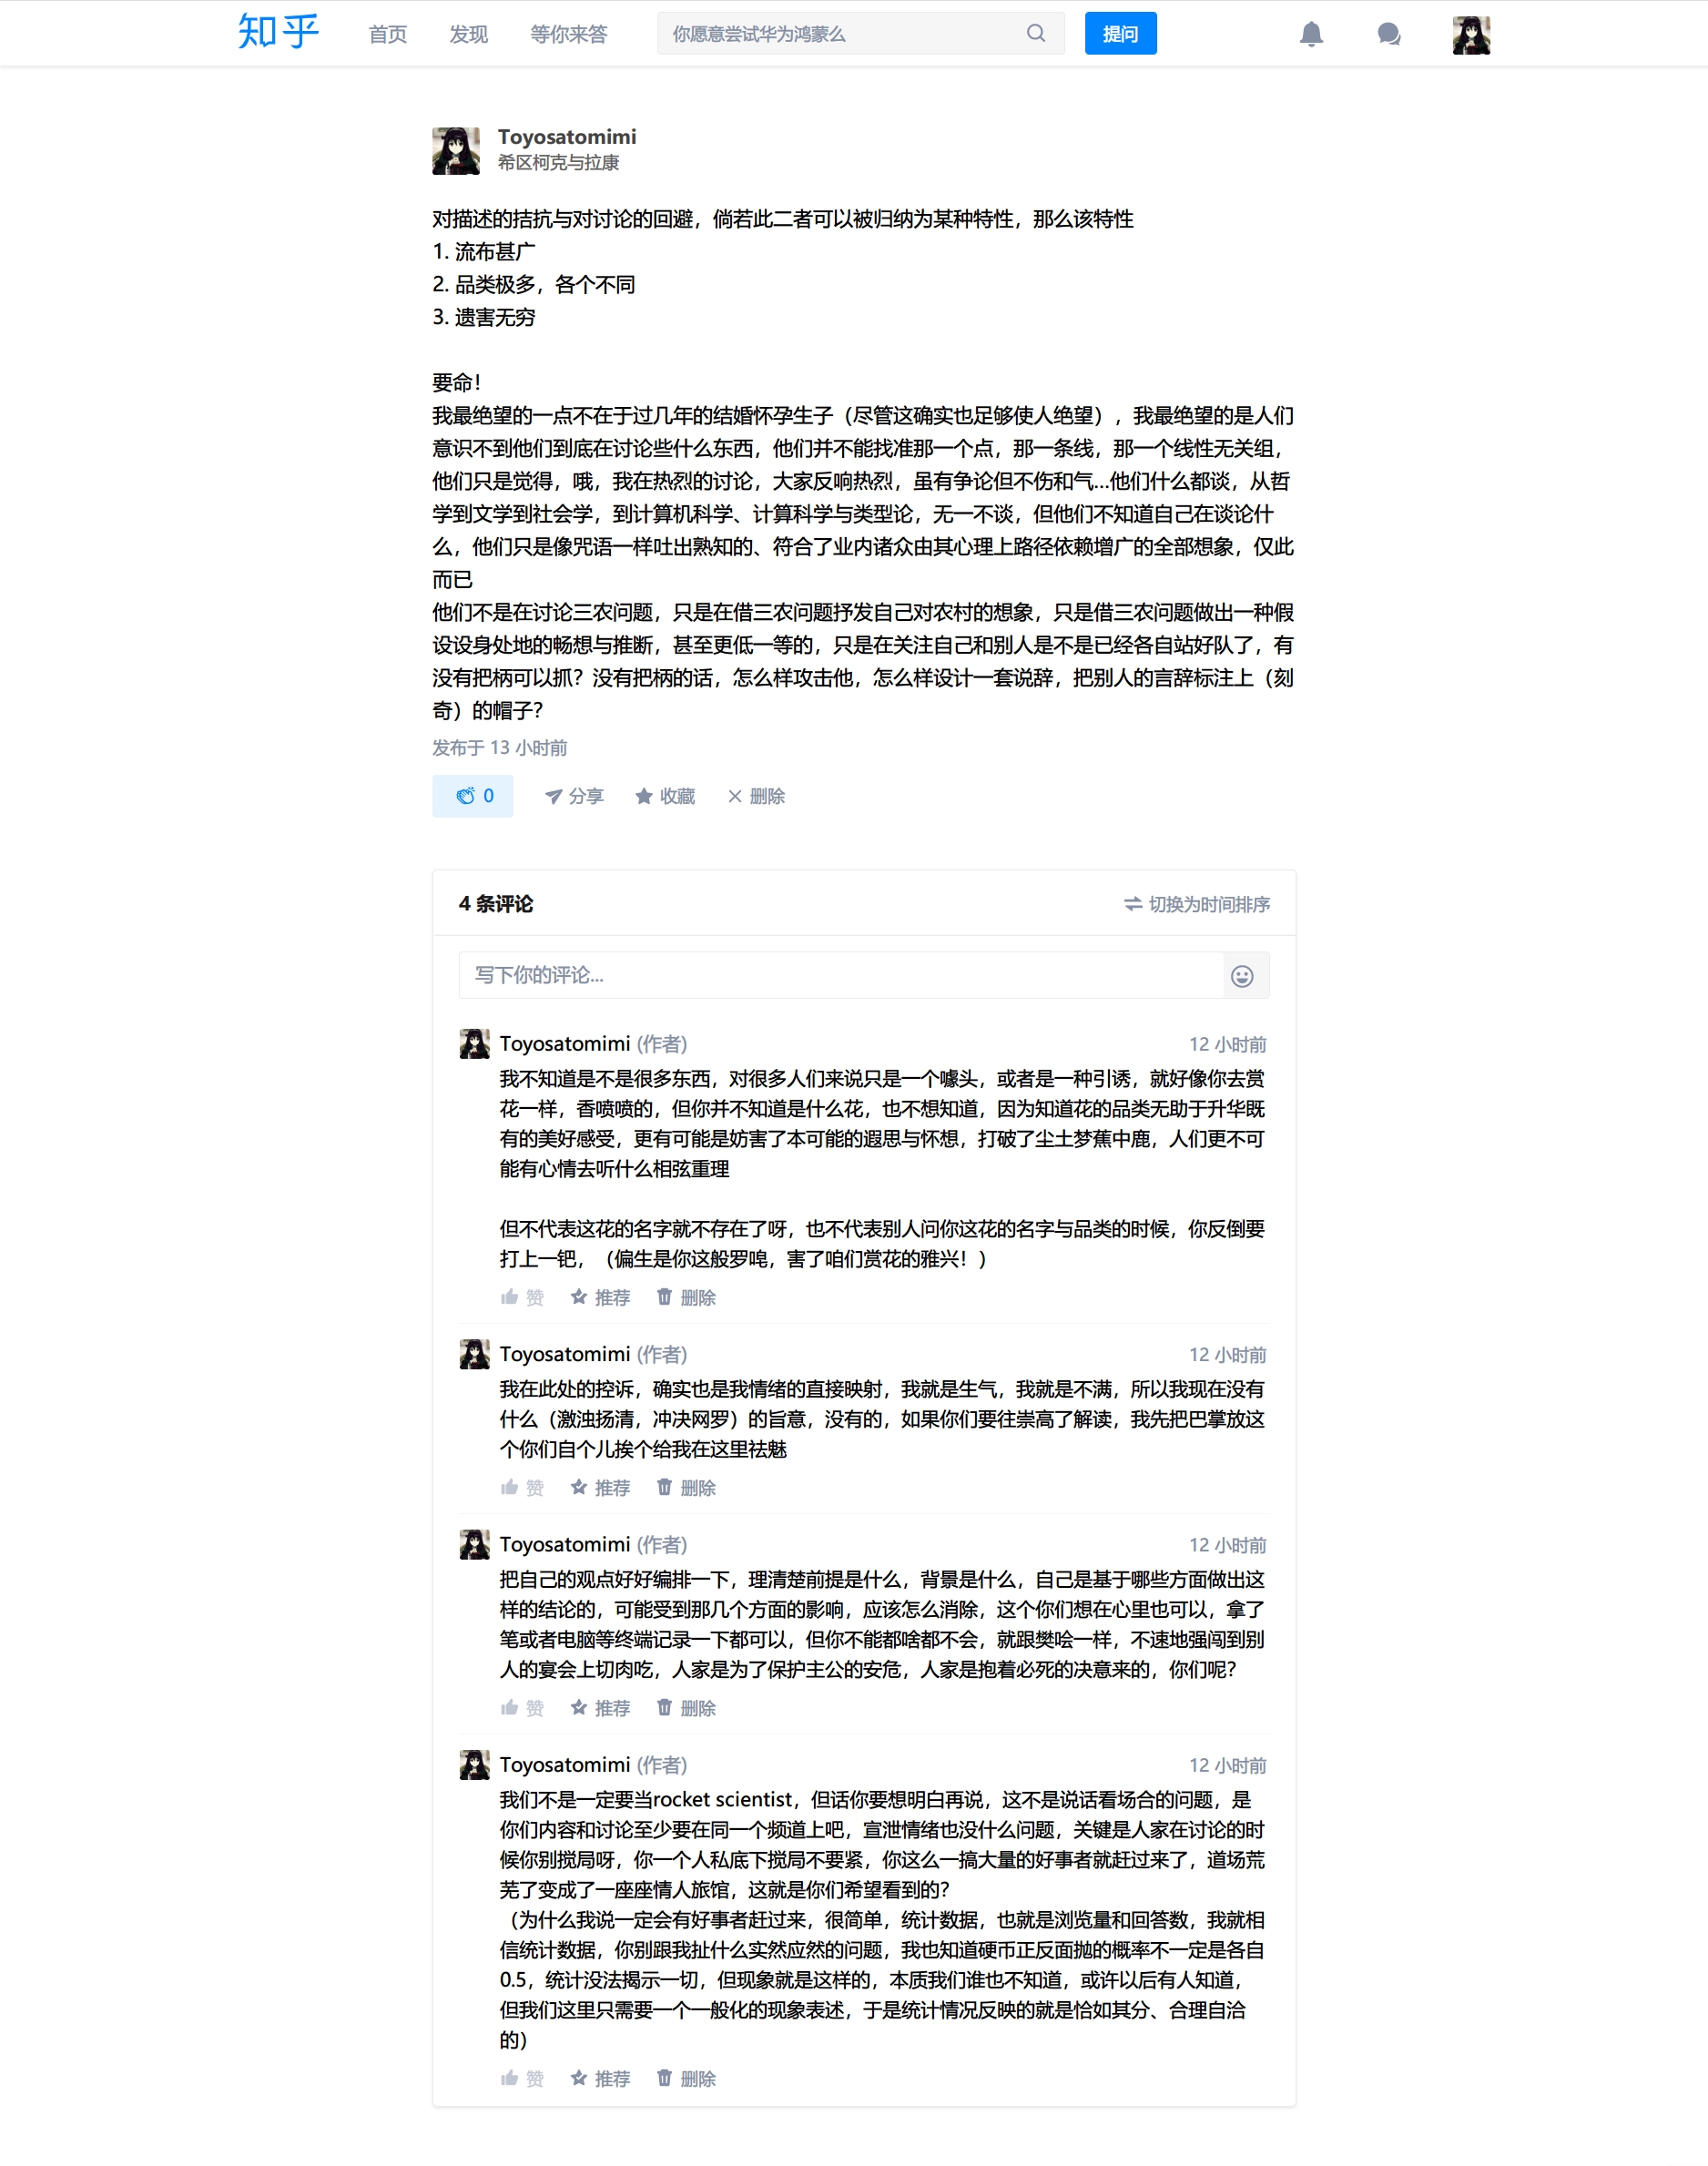 知乎
首页
发现
等你来答
你愿意尝试华为鸿蒙么
提问
Toyosatomimi
希区柯克与拉康
对描述的拮抗与对讨论的回避，倘若此二者可以被归纳为某种特性，那么该特性
1. 流布甚广
2. 品类极多，各个不同
3. 遗害无穷
要命！
我最绝望的一点不在于过几年的结婚怀孕生子（尽管这确实也足够使人绝望），我最绝望的是人们
意识不到他们到底在讨论些什么东西，他们并不能找准那一个点，那一条线，那一个线性无关组，
他们只是觉得，哦，我在热烈的讨论，大家反响热烈，虽有争论但不伤和气...他们什么都谈，从哲
学到文学到社会学，到计算机科学、计算科学与类型论，无一不谈，但他们不知道自己在谈论什
么，他们只是像咒语一样吐出熟知的、符合了业内诸众由其心理上路径依赖增广的全部想象，仅此
而已
他们不是在讨论三农问题，只是在借三农问题抒发自己对农村的想象，只是借三农问题做出一种假
设设身处地的畅想与推断，甚至更低一等的，只是在关注自己和别人是不是已经各自站好队了，有
没有把柄可以抓？没有把柄的话，怎么样攻击他，怎么样设计一套说辞，把别人的言辞标注上（刻
奇）的帽子？
发布于 13 小时前
0
分享
收藏
删除
4 条评论
切换为时间排序
写下你的评论...
Toyosatomimi (作者)
12 小时前
我不知道是不是很多东西，对很多人们来说只是一个噱头，或者是一种引诱，就好像你去赏
花一样，香喷喷的，但你并不知道是什么花，也不想知道，因为知道花的品类无助于升华既
有的美好感受，更有可能是妨害了本可能的遐思与怀想，打破了尘土梦蕉中鹿，人们更不可
能有心情去听什么相弦重理
但不代表这花的名字就不存在了呀，也不代表别人问你这花的名字与品类的时候，你反倒要
打上一钯，（偏生是你这般罗唣，害了咱们赏花的雅兴！）
赞
推荐
删除
Toyosatomimi (作者)
12 小时前
我在此处的控诉，确实也是我情绪的直接映射，我就是生气，我就是不满，所以我现在没有
什么（激浊扬清，冲决网罗）的旨意，没有的，如果你们要往崇高了解读，我先把巴掌放这
个你们自个儿挨个给我在这里祛魅
赞
推荐
删除
Toyosatomimi (作者)
12 小时前
把自己的观点好好编排一下，理清楚前提是什么，背景是什么，自己是基于哪些方面做出这
样的结论的，可能受到那几个方面的影响，应该怎么消除，这个你们想在心里也可以，拿了
笔或者电脑等终端记录一下都可以，但你不能都啥都不会，就跟樊哙一样，不速地强闯到别
人的宴会上切肉吃，人家是为了保护主公的安危，人家是抱着必死的决意来的，你们呢？
赞
推荐
删除
Toyosatomimi (作者)
12 小时前
我们不是一定要当rocket scientist，但话你要想明白再说，这不是说话看场合的问题，是
你们内容和讨论至少要在同一个频道上吧，宣泄情绪也没什么问题，关键是人家在讨论的时
候你别搅局呀，你一个人私底下搅局不要紧，你这么一搞大量的好事者就赶过来了，道场荒
芜了变成了一座座情人旅馆，这就是你们希望看到的？
（为什么我说一定会有好事者赶过来，很简单，统计数据，也就是浏览量和回答数，我就相
信统计数据，你别跟我扯什么实然应然的问题，我也知道硬币正反面抛的概率不一定是各自
0.5，统计没法揭示一切，但现象就是这样的，本质我们谁也不知道，或许以后有人知道，
但我们这里只需要一个一般化的现象表述，于是统计情况反映的就是恰如其分、合理自洽
的）
赞
推荐
删除